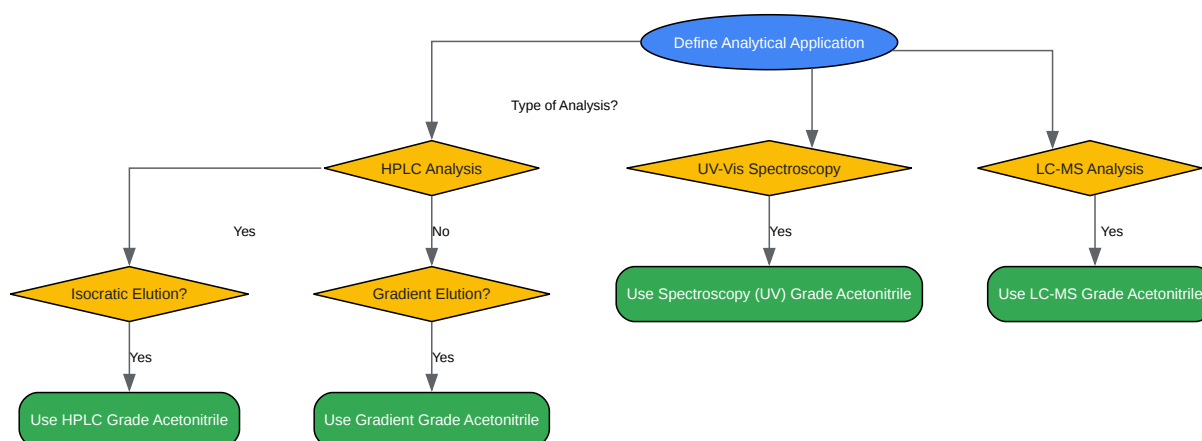 Define Analytical Application
Type of Analysis?
HPLC Analysis
UV-Vis Spectroscopy
LC-MS Analysis
Yes
No
Yes
Yes
Isocratic Elution?
Gradient Elution?
Use Spectroscopy (UV) Grade Acetonitrile
Use LC-MS Grade Acetonitrile
Yes
Yes
Use HPLC Grade Acetonitrile
Use Gradient Grade Acetonitrile